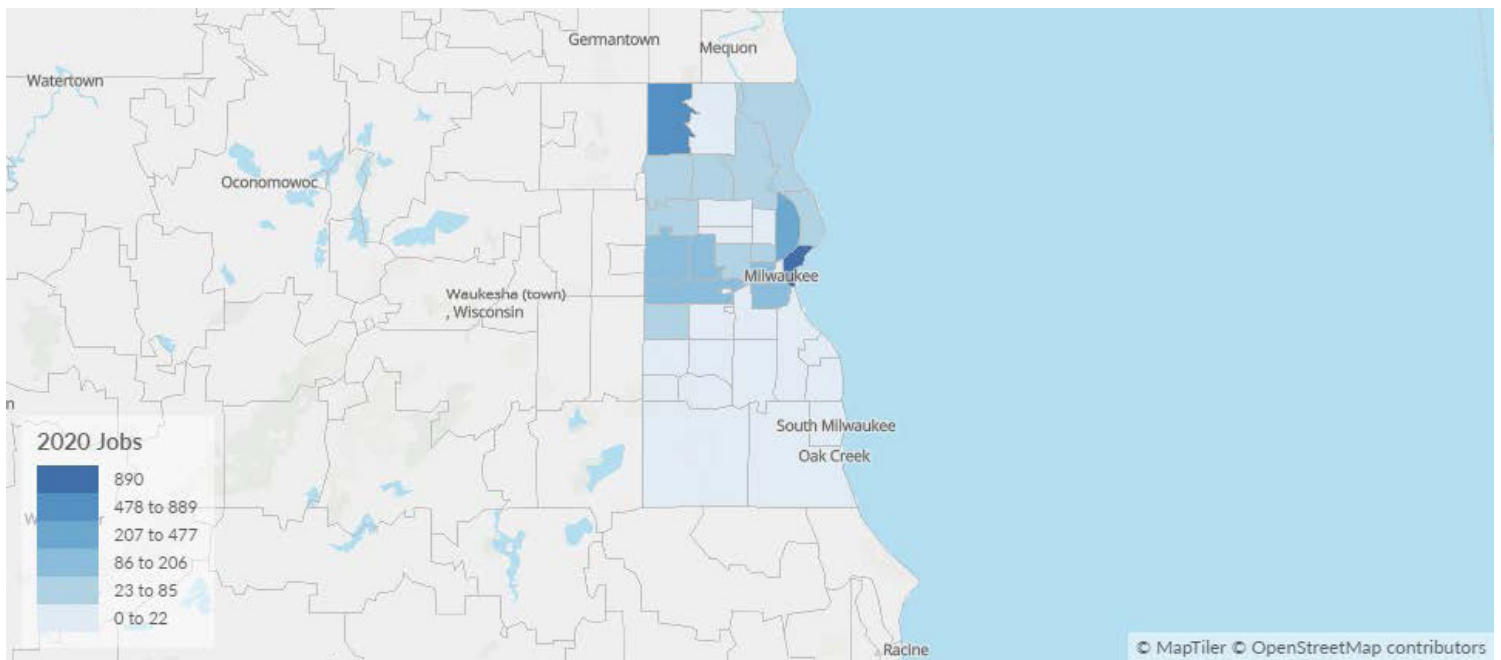 Germantown
Mequon
Watertown
Oconomowoc
Milwaukee
Waukesha (town)
, Wisconsin
n
South Milwaukee
Oak Creek
2020 Jobs
890
478 to 889
207 to 477
86 to 206
23 to 85
0 to 22
Racine
© MapTiler © OpenStreetMap contributors